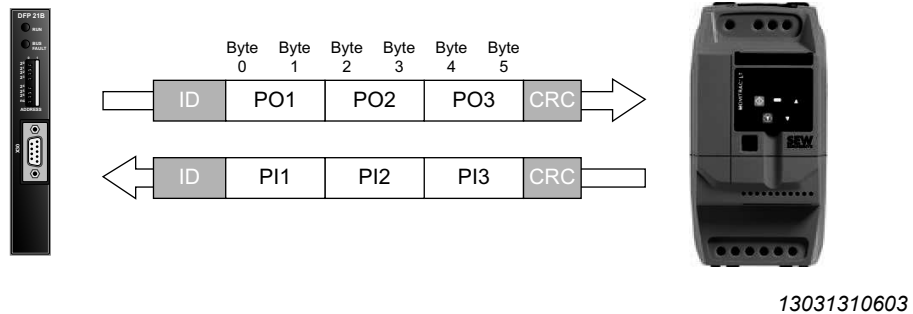 DFP 21B
RUN
BUS
FAULT
ADDRESS
X30
Byte Byte Byte Byte Byte Byte
0 1 2 3 4 5
ID PO1 PO2 PO3 CRC
ID PI1 PI2 PI3 CRC
SEW
13031310603